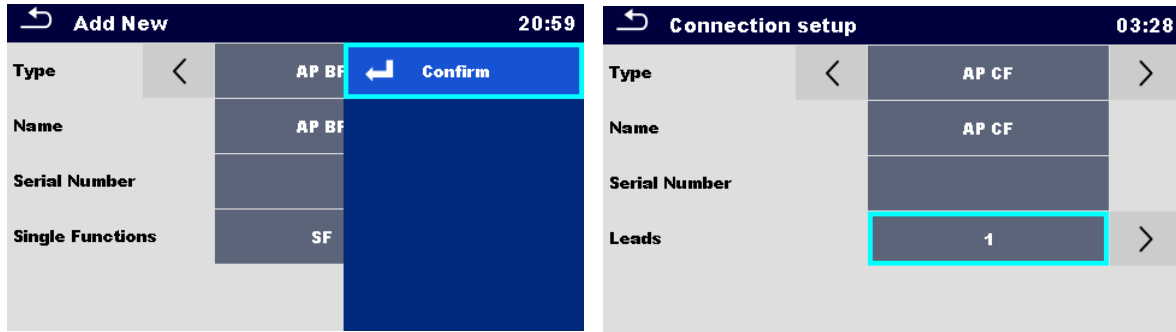 Add New 20:59
Type AP BF Confirm
Name AP BF
Serial Number
Single Functions SF
Connection setup 03:28
Type AP CF
Name AP CF
Serial Number
Leads 1